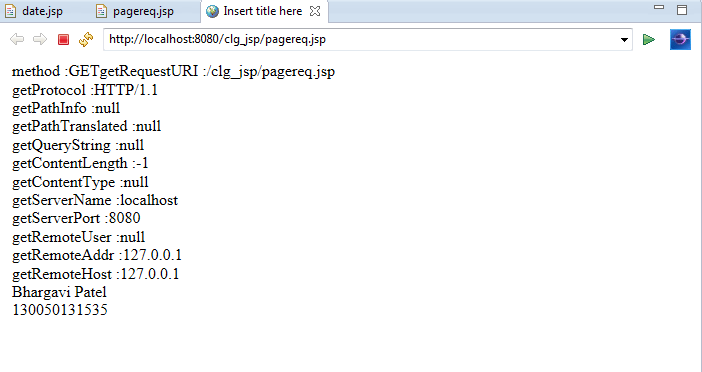 date.jsp pagereq.jsp Insert title here
http://localhost:8080/clg_jsp/pagereq.jsp
method :GETgetRequestURI :/clg_jsp/pagereq.jsp
getProtocol :HTTP/1.1
getPathInfo :null
getPathTranslated :null
getQueryString :null
getContentLength :-1
getContentType :null
getServerName :localhost
getServerPort :8080
getRemoteUser :null
getRemoteAddr :127.0.0.1
getRemoteHost :127.0.0.1
Bhargavi Patel
130050131535